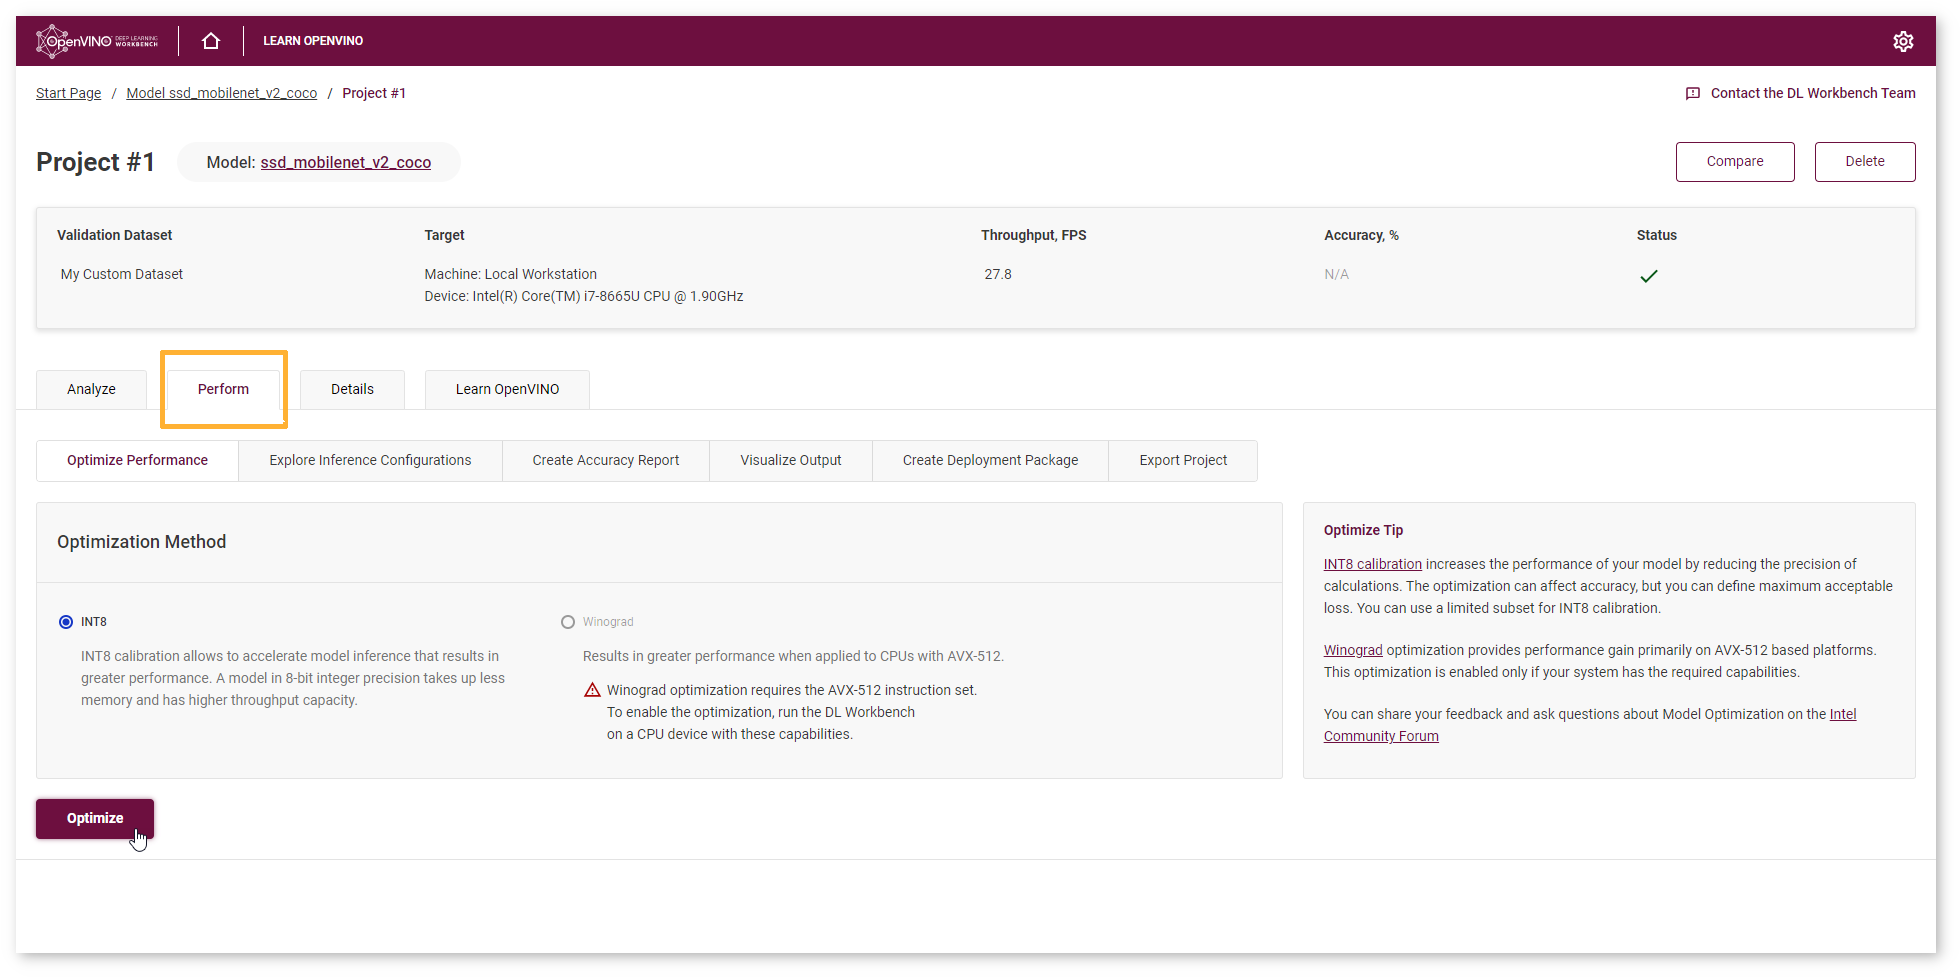 OpenVINO DEEP LEARNING WORKBENCH
LEARN OPENVINO
Start Page / Model ssd_mobilenet_v2_coco / Project #1
Contact the DL Workbench Team
Project #1
Model: ssd_mobilenet_v2_coco
Compare
Delete
Validation Dataset
Target
Throughput, FPS
Accuracy, %
Status
My Custom Dataset
Machine: Local Workstation
Device: Intel(R) Core(TM) i7-8665U CPU @ 1.90GHz
27.8
N/A
Analyze
Perform
Details
Learn OpenVINO
Optimize Performance
Explore Inference Configurations
Create Accuracy Report
Visualize Output
Create Deployment Package
Export Project
Optimization Method
INT8
INT8 calibration allows to accelerate model inference that results in
greater performance. A model in 8-bit integer precision takes up less
memory and has higher throughput capacity.
Winograd
Results in greater performance when applied to CPUs with AVX-512.
Winograd optimization requires the AVX-512 instruction set.
To enable the optimization, run the DL Workbench
on a CPU device with these capabilities.
Optimize Tip
INT8 calibration increases the performance of your model by reducing the precision of
calculations. The optimization can affect accuracy, but you can define maximum acceptable
loss. You can use a limited subset for INT8 calibration.
Winograd optimization provides performance gain primarily on AVX-512 based platforms.
This optimization is enabled only if your system has the required capabilities.
You can share your feedback and ask questions about Model Optimization on the Intel
Community Forum
Optimize